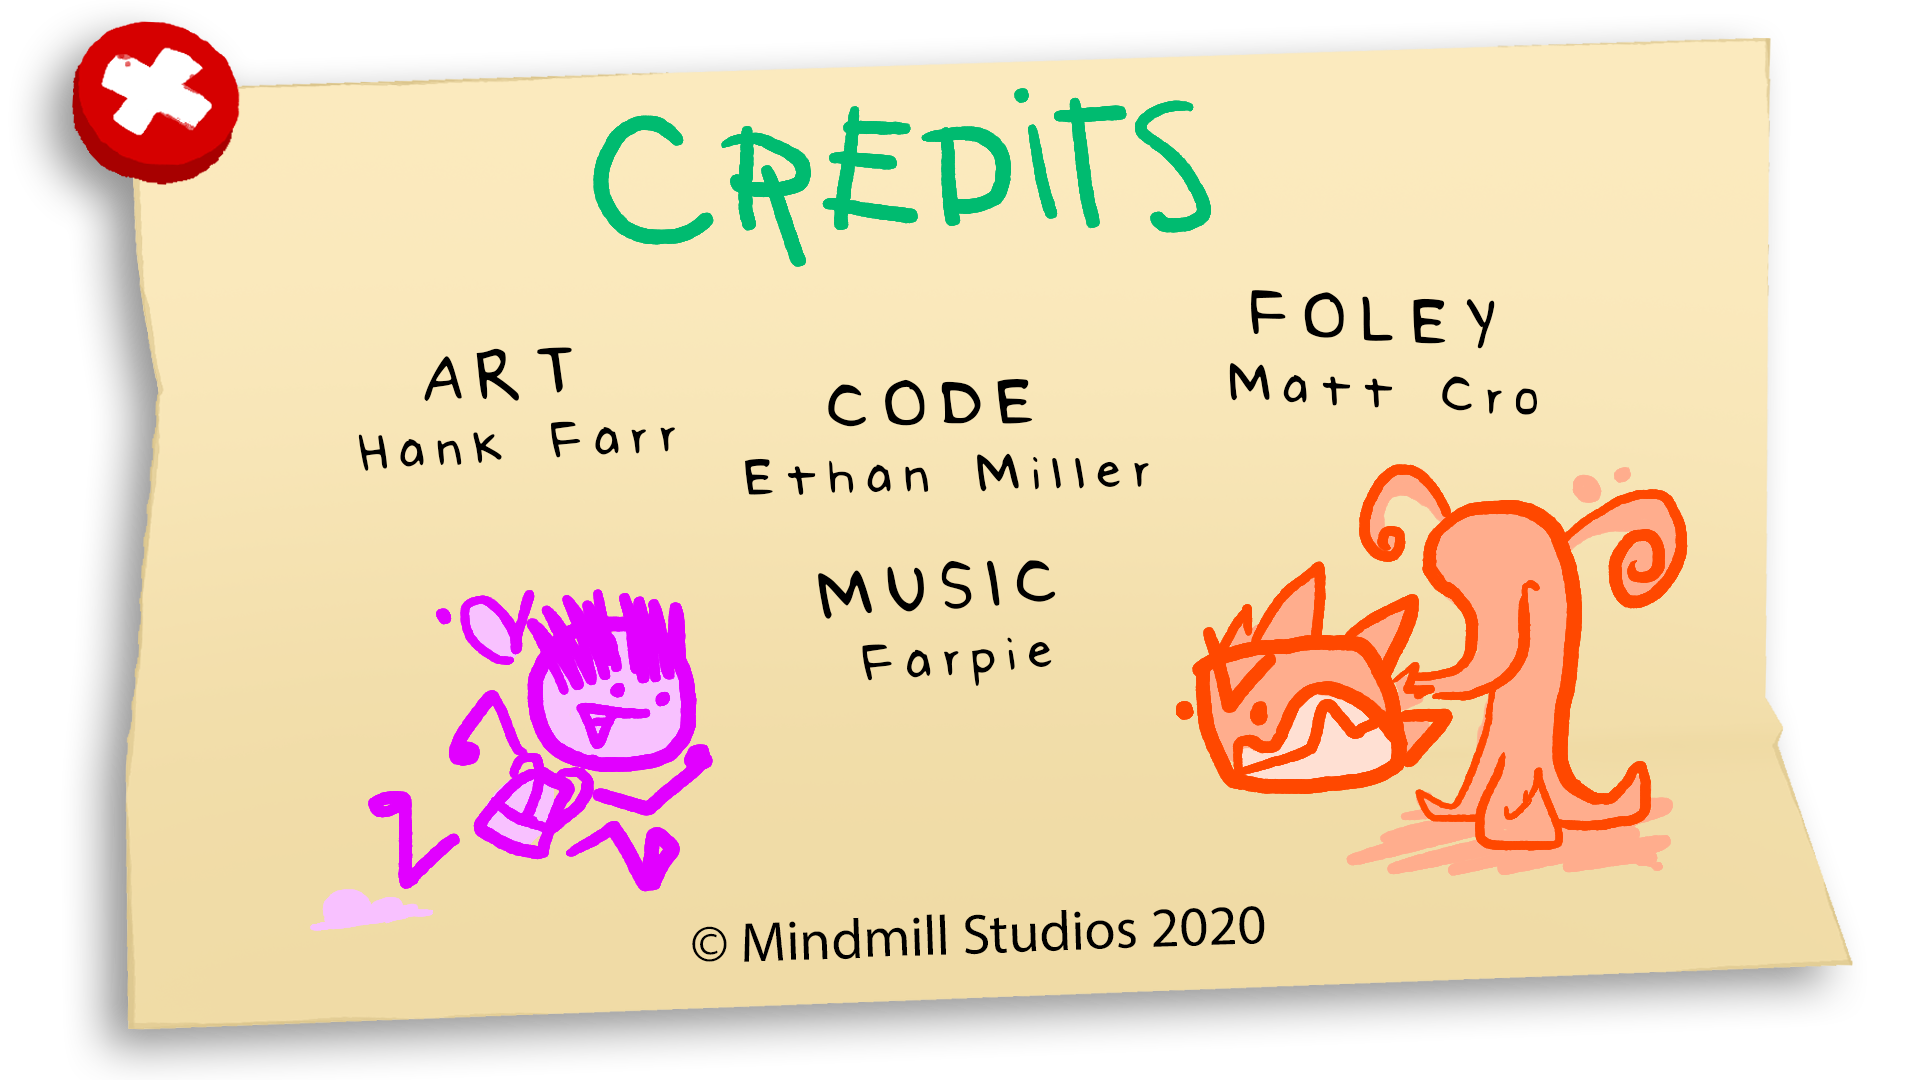 CREDiTS
ART
Hank Farr
CODE
Ethan Miller
FOLEY
Matt Cro
MUSIC
Farpie
© Mindmill Studios 2020